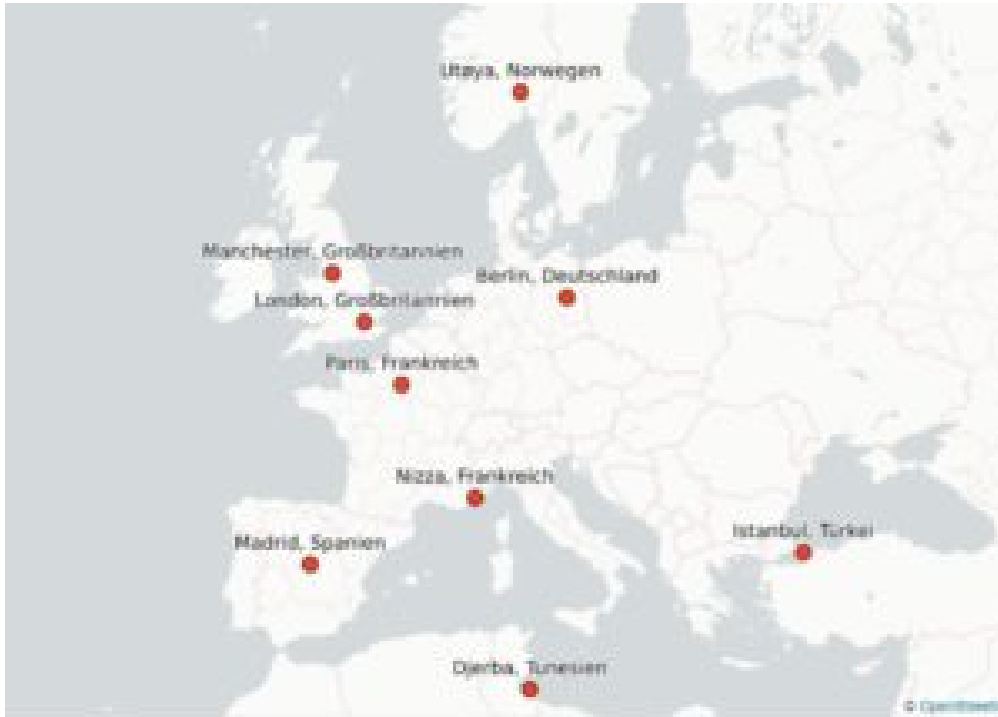 Utøya, Norwegen
Manchester, Großbritannien
Berlin, Deutschland
London, Großbritannien
Paris, Frankreich
Nizza, Frankreich
Istanbul, Türkei
Madrid, Spanien
Djerba, Tunesien
©